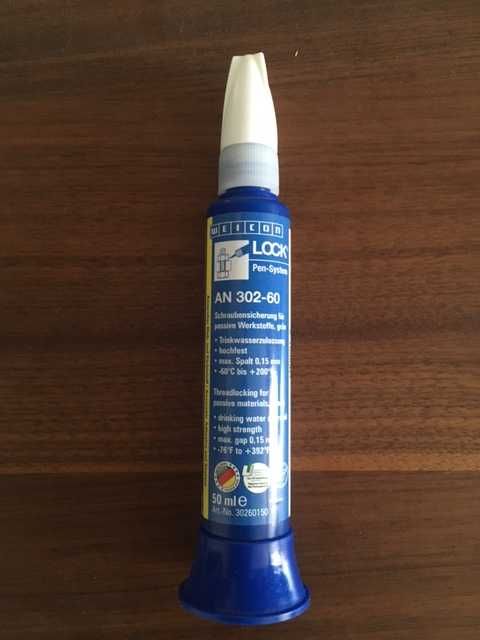 WEICON
LOCK
Pen-System
AN 302-60
Schraubensicherung für
passive Werkstoffe, grün
• Trinkwasserzulassung
• hochfest
• max. Spalt 0,15 mm
• -60°C bis +200°
Threadlocking for
passive materials,
• drinking water
• high strength
• max. gap 0,15
• -76°F to +392°F
50 ml e
Art.-No. 30260150